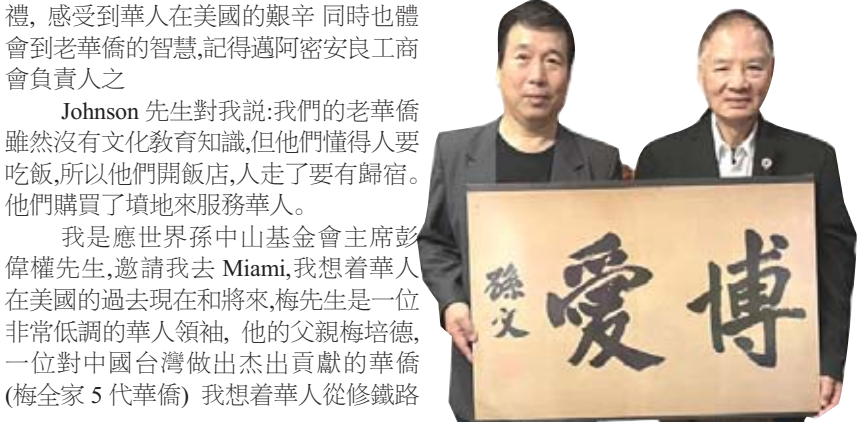 禮, 感受到華人在美國的艱辛 同時也體
會到老華僑的智慧,記得邁阿密安良工商
會負責人之
Johnson 先生對我説:我們的老華僑
雖然沒有文化教育知識,但他們懂得人要
吃飯,所以他們開飯店,人走了要有歸宿。
他們購買了墳地來服務華人。
我是應世界孫中山基金會主席彭
偉權先生,邀請我去 Miami,我想着華人
在美國的過去現在和將來,梅先生是一位
非常低調的華人領袖, 他的父親梅培德,
一位對中國台灣做出杰出貢獻的華僑
(梅全家 5 代華僑) 我想着華人從修鐵路
博愛
孫文